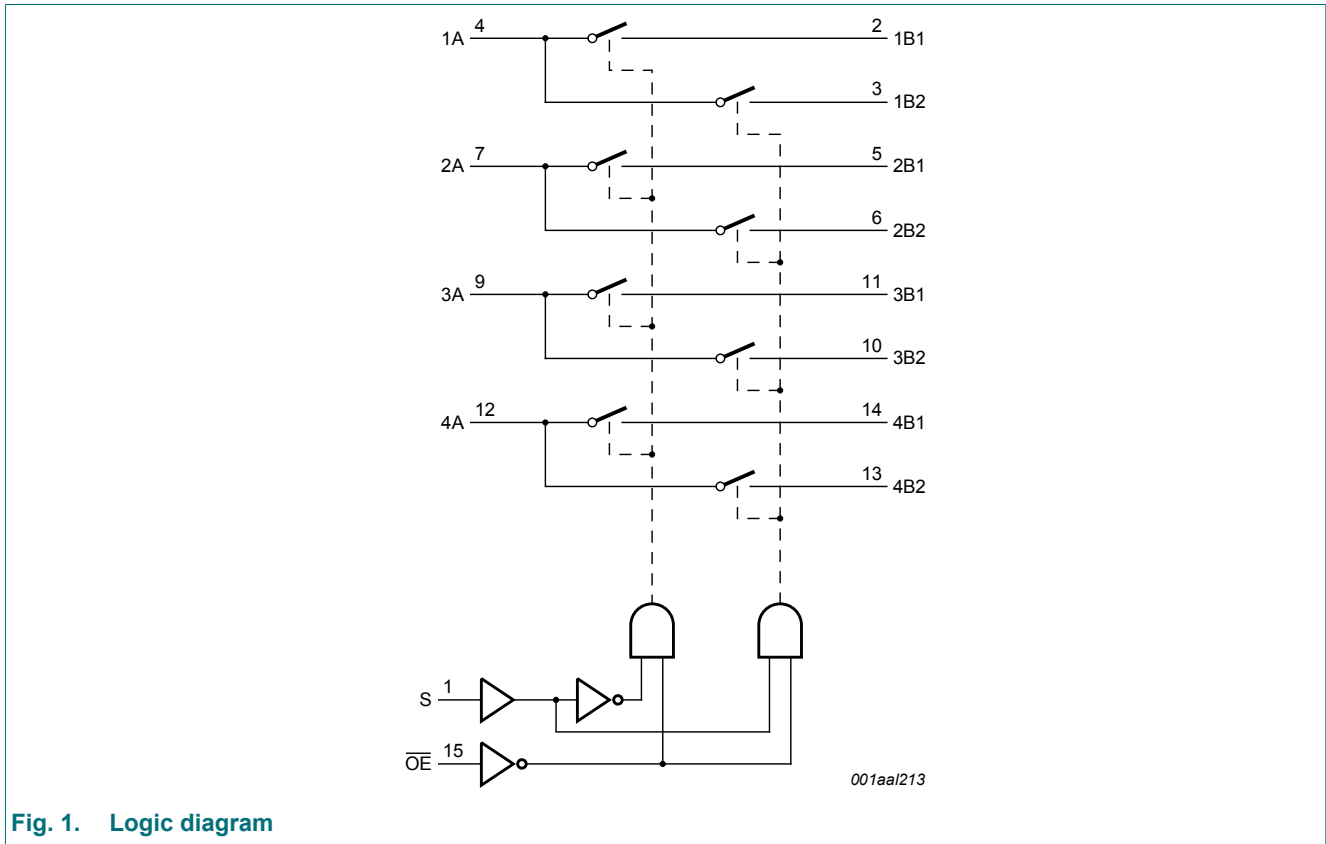 1A 4 2 1B1
3 1B2
2A 7 5 2B1
6 2B2
3A 9 11 3B1
10 3B2
4A 12 14 4B1
13 4B2
S 1
O̅E̅ 15
001aal213
Fig. 1. Logic diagram